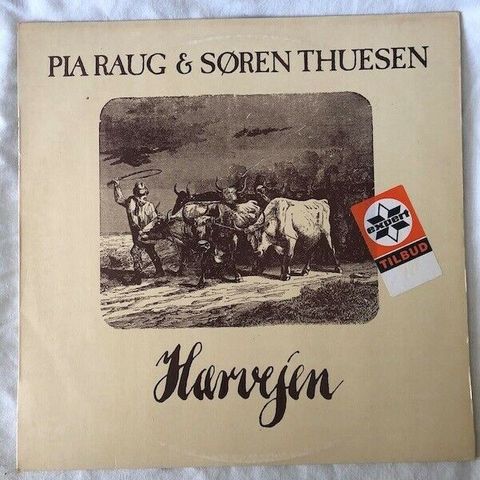 PIA RAUG & SØREN THUESEN
expert
TILBUD
Hærvejen